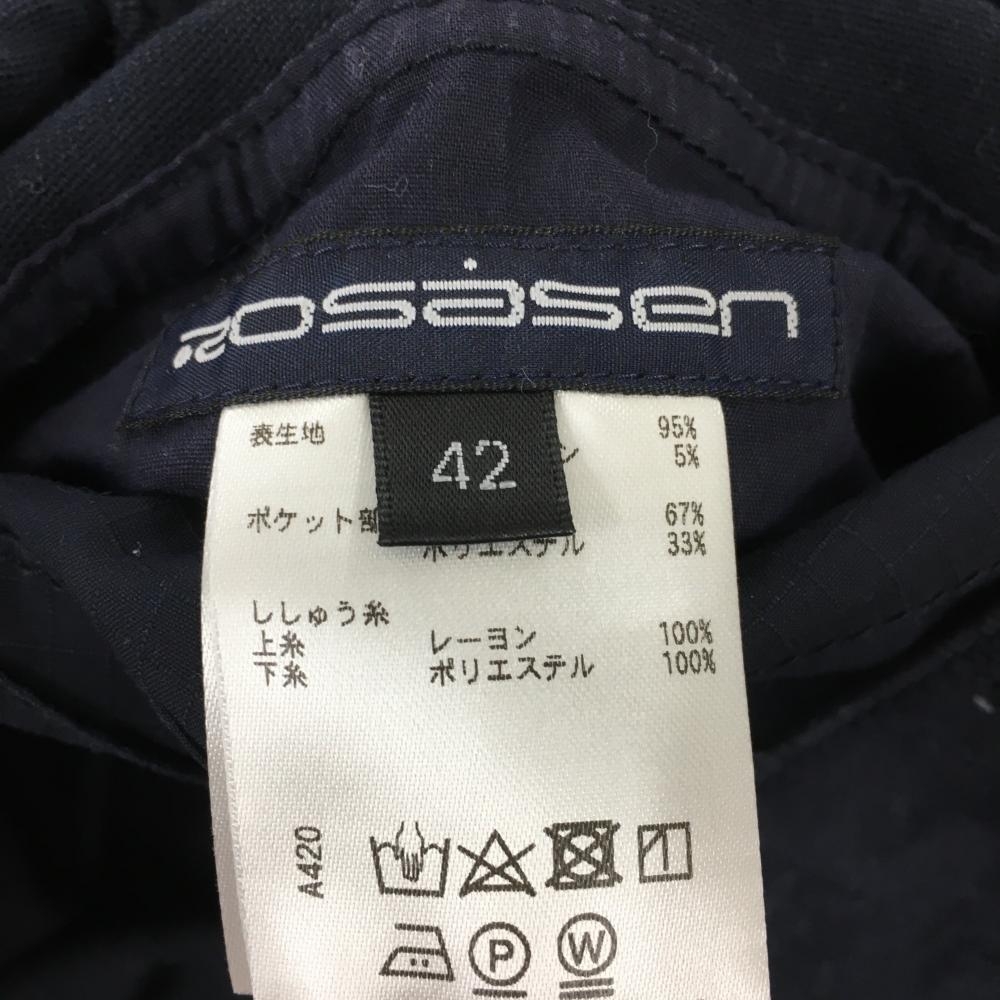 rosasen
42
表生地 95%
ン 5%
ポケット部 67%
ポリエステル 33%
ししゅう糸
上糸 レーヨン 100%
下糸 ポリエステル 100%
A420
P W